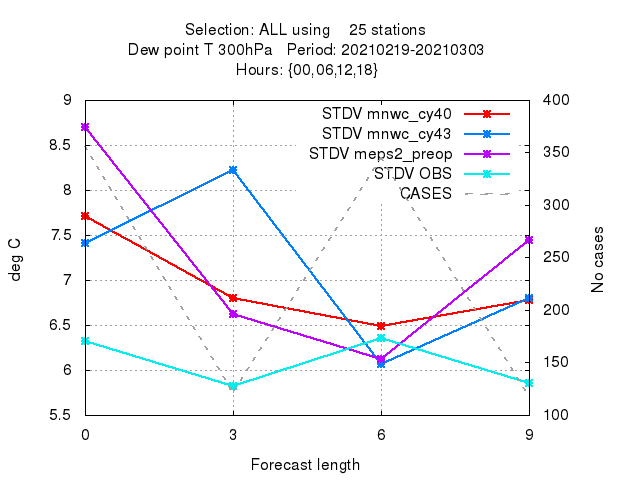 Selection: ALL using 25 stations
Dew point T 300hPa Period: 20210219-20210303
Hours: {00,06,12,18}
STDV mnwc_cy40
STDV mnwc_cy43
STDV meps2_preop
STDV OBS
CASES
9
8.5
8
7.5
7
6.5
6
5.5
deg C
400
350
300
250
200
150
100
No cases
0 3 6 9
Forecast length